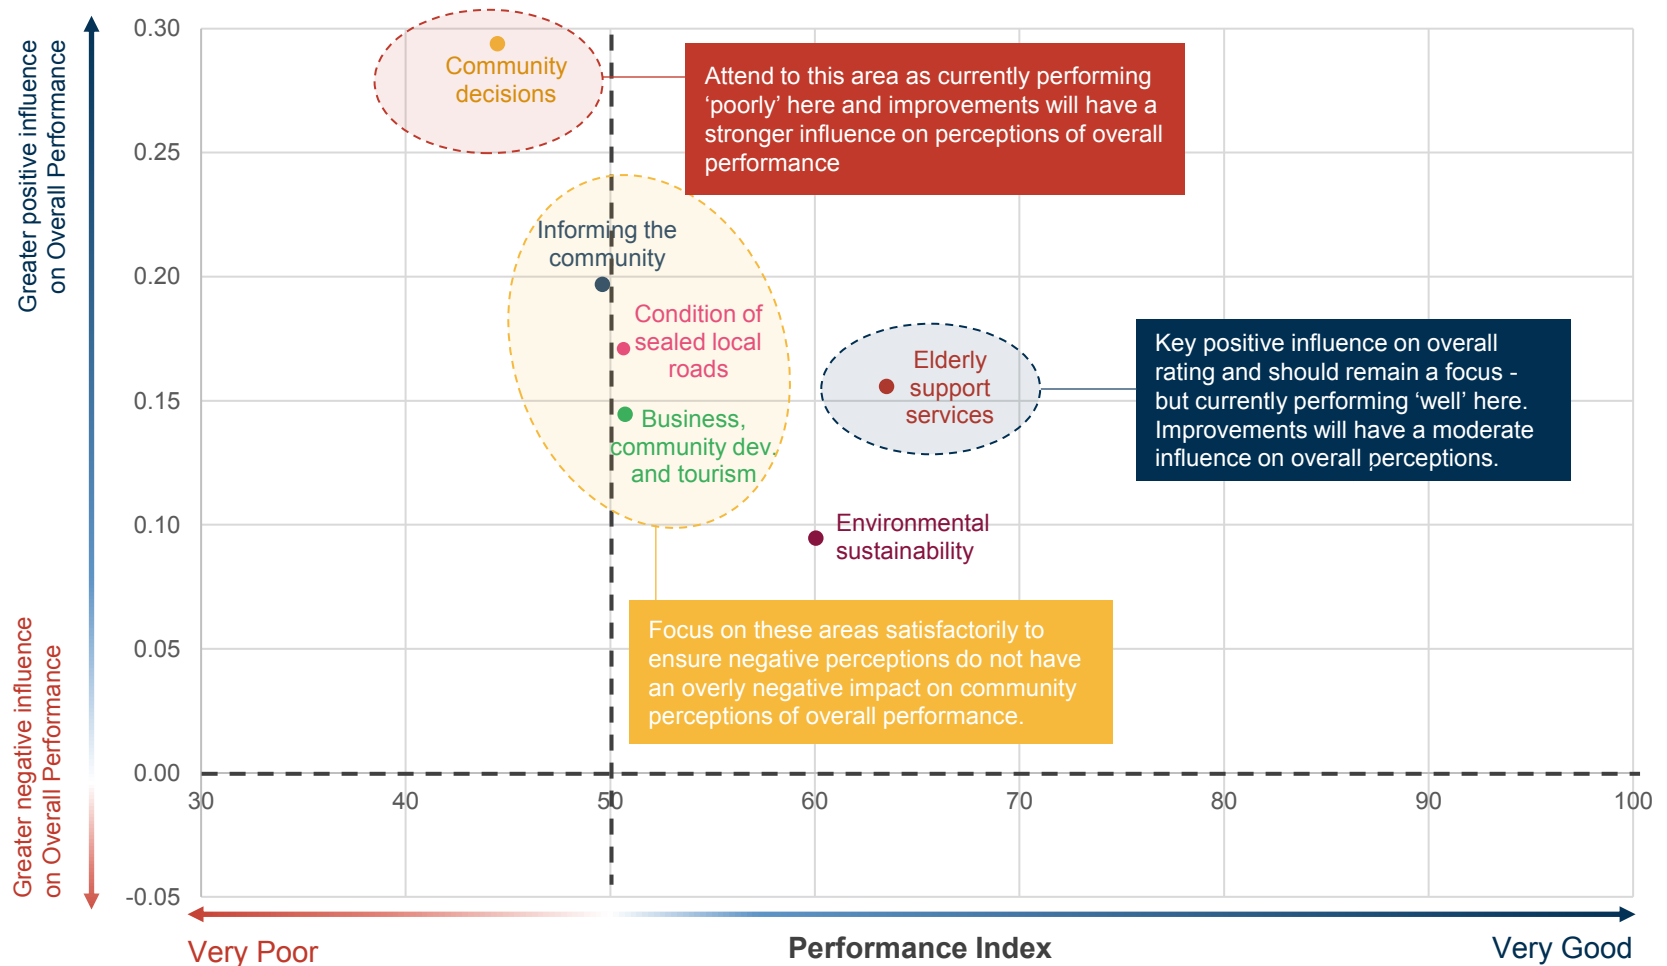 Greater positive influence
on Overall Performance
Greater negative influence
on Overall Performance
0.30
0.25
0.20
0.15
0.10
0.05
0.00
-0.05
30
40
50
60
70
80
90
100
Community
decisions
Attend to this area as currently performing
‘poorly’ here and improvements will have a
stronger influence on perceptions of overall
performance
Informing the
community
Condition of
sealed local
roads
Business,
community dev.
and tourism
Elderly
support
services
Key positive influence on overall
rating and should remain a focus -
but currently performing ‘well’ here.
Improvements will have a moderate
influence on overall perceptions.
Environmental
sustainability
Focus on these areas satisfactorily to
ensure negative perceptions do not have
an overly negative impact on community
perceptions of overall performance.
Very Poor
Performance Index
Very Good